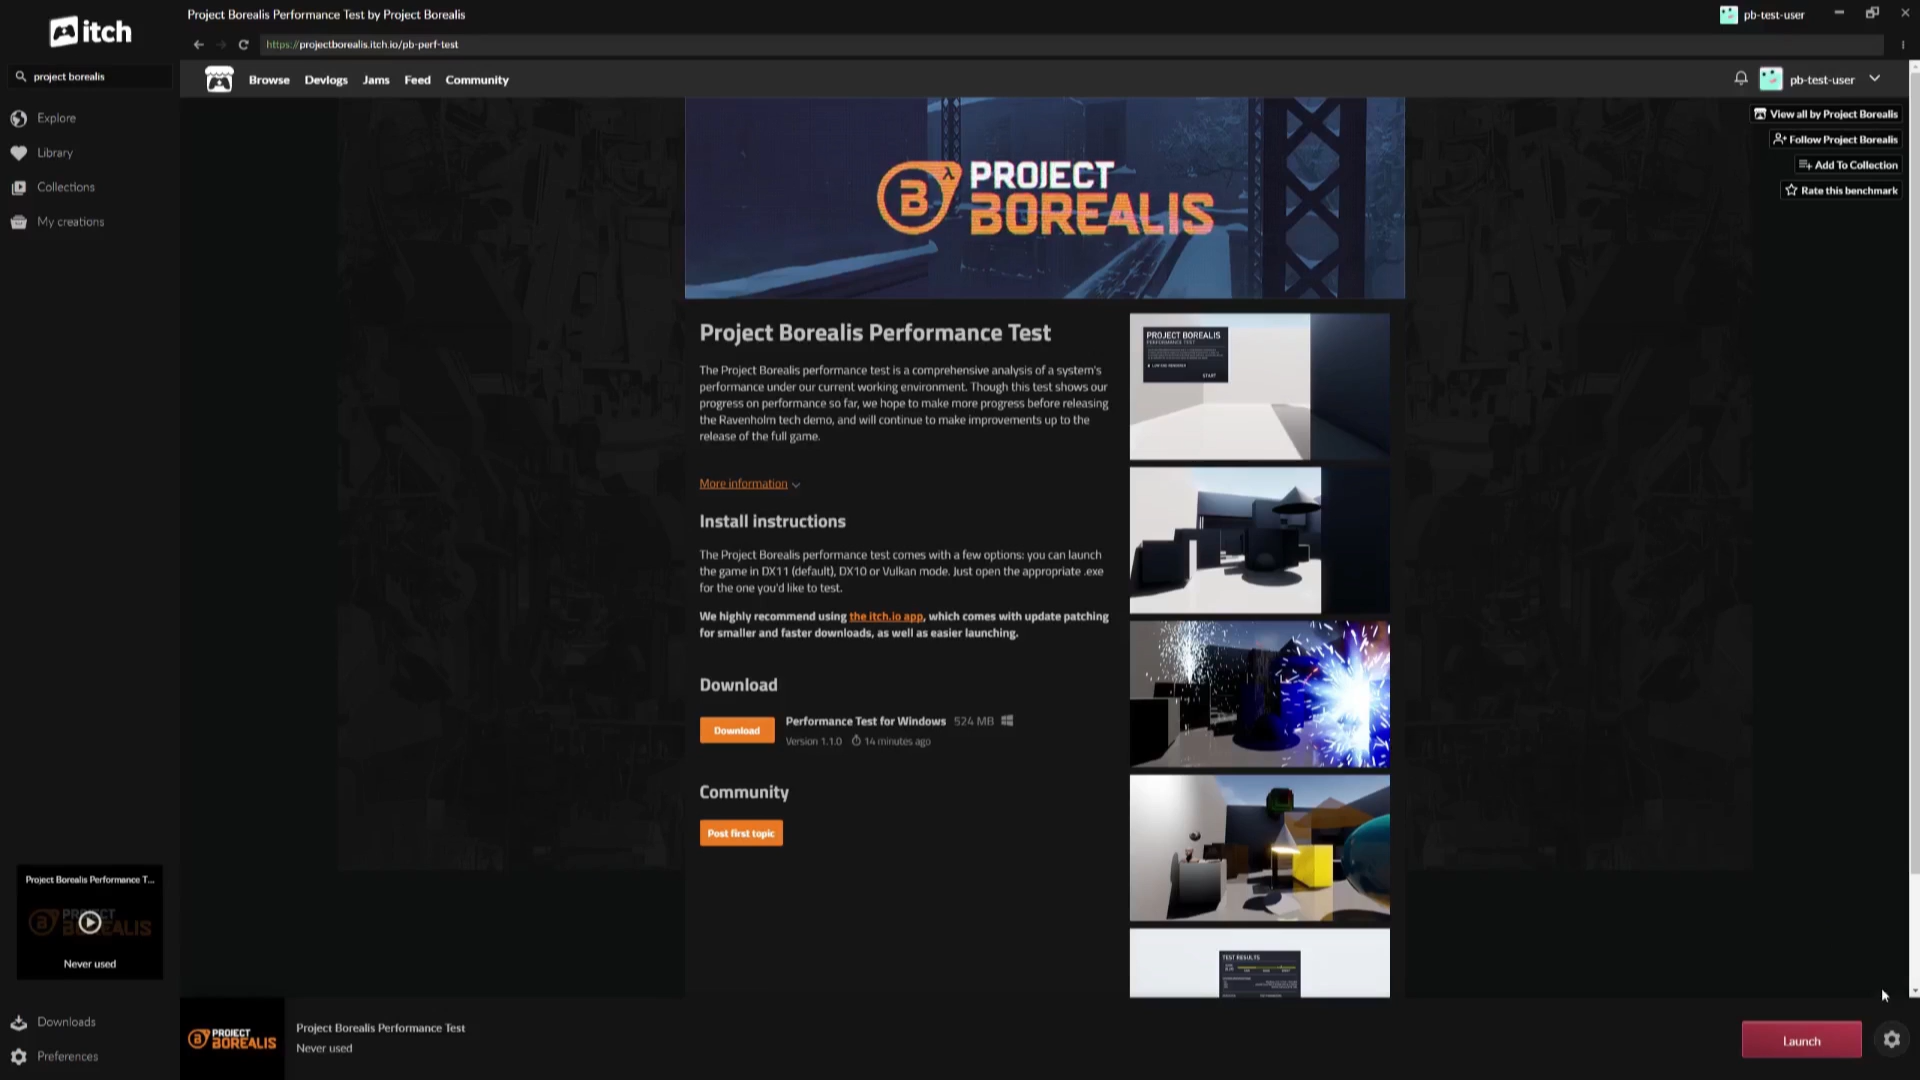 itch
Project Borealis Performance Test by Project Borealis
pb-test-user
https://projectborealis.itch.io/pb-perf-test
project borealis
Browse
Devlogs
Jams
Feed
Community
pb-test-user
Explore
Library
Collections
My creations
View all by Project Borealis
Follow Project Borealis
Add To Collection
Rate this benchmark
PROJECT
BOREALIS
Project Borealis Performance Test
The Project Borealis performance test is a comprehensive analysis of a system's
performance under our current working environment. Though this test shows our
progress on performance so far, we hope to make more progress before releasing
the Ravenholm tech demo, and will continue to make improvements up to the
release of the full game.
More information
Install instructions
The Project Borealis performance test comes with a few options: you can launch
the game in DX11 (default), DX10 or Vulkan mode. Just open the appropriate .exe
for the one you'd like to test.
We highly recommend using the itch.io app, which comes with update patching
for smaller and faster downloads, as well as easier launching.
Download
Download
Performance Test for Windows 524 MB
Version 1.1.0 14 minutes ago
Community
Post first topic
PROJECT BOREALIS
PERFORMANCE TEST
START
TEST RESULTS
Project Borealis Performance T...
PROJECT
BOREALIS
Never used
Downloads
Preferences
PROJECT
BOREALIS
Project Borealis Performance Test
Never used
Launch